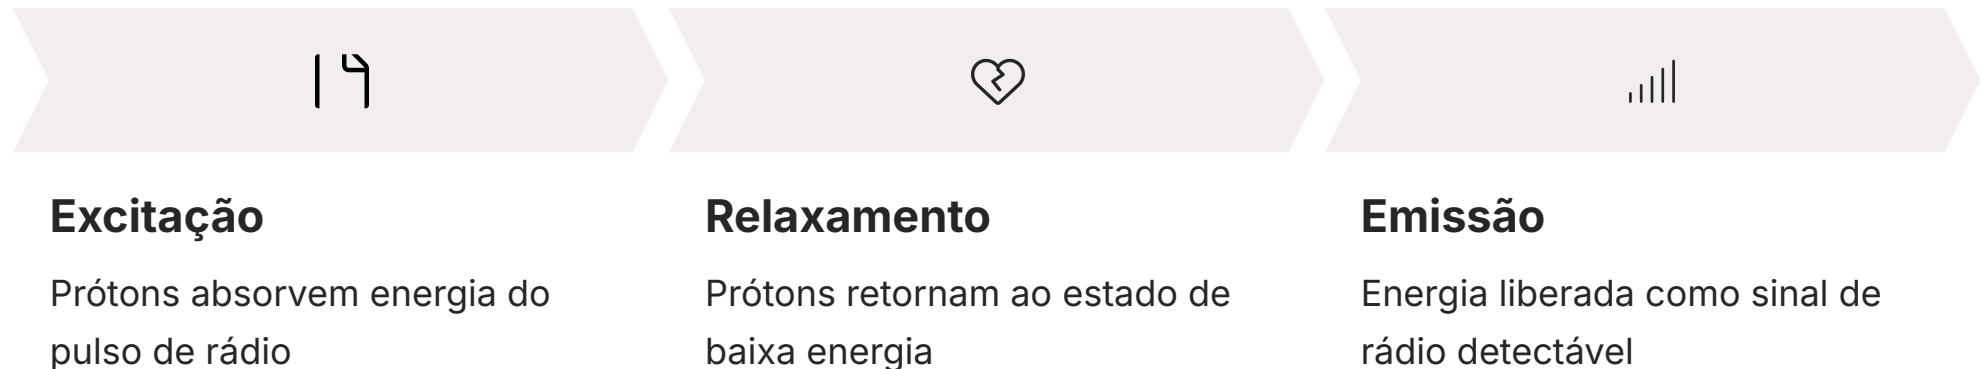 Excitação
Prótons absorvem energia do
pulso de rádio
Relaxamento
Prótons retornam ao estado de
baixa energia
Emissão
Energia liberada como sinal de
rádio detectável